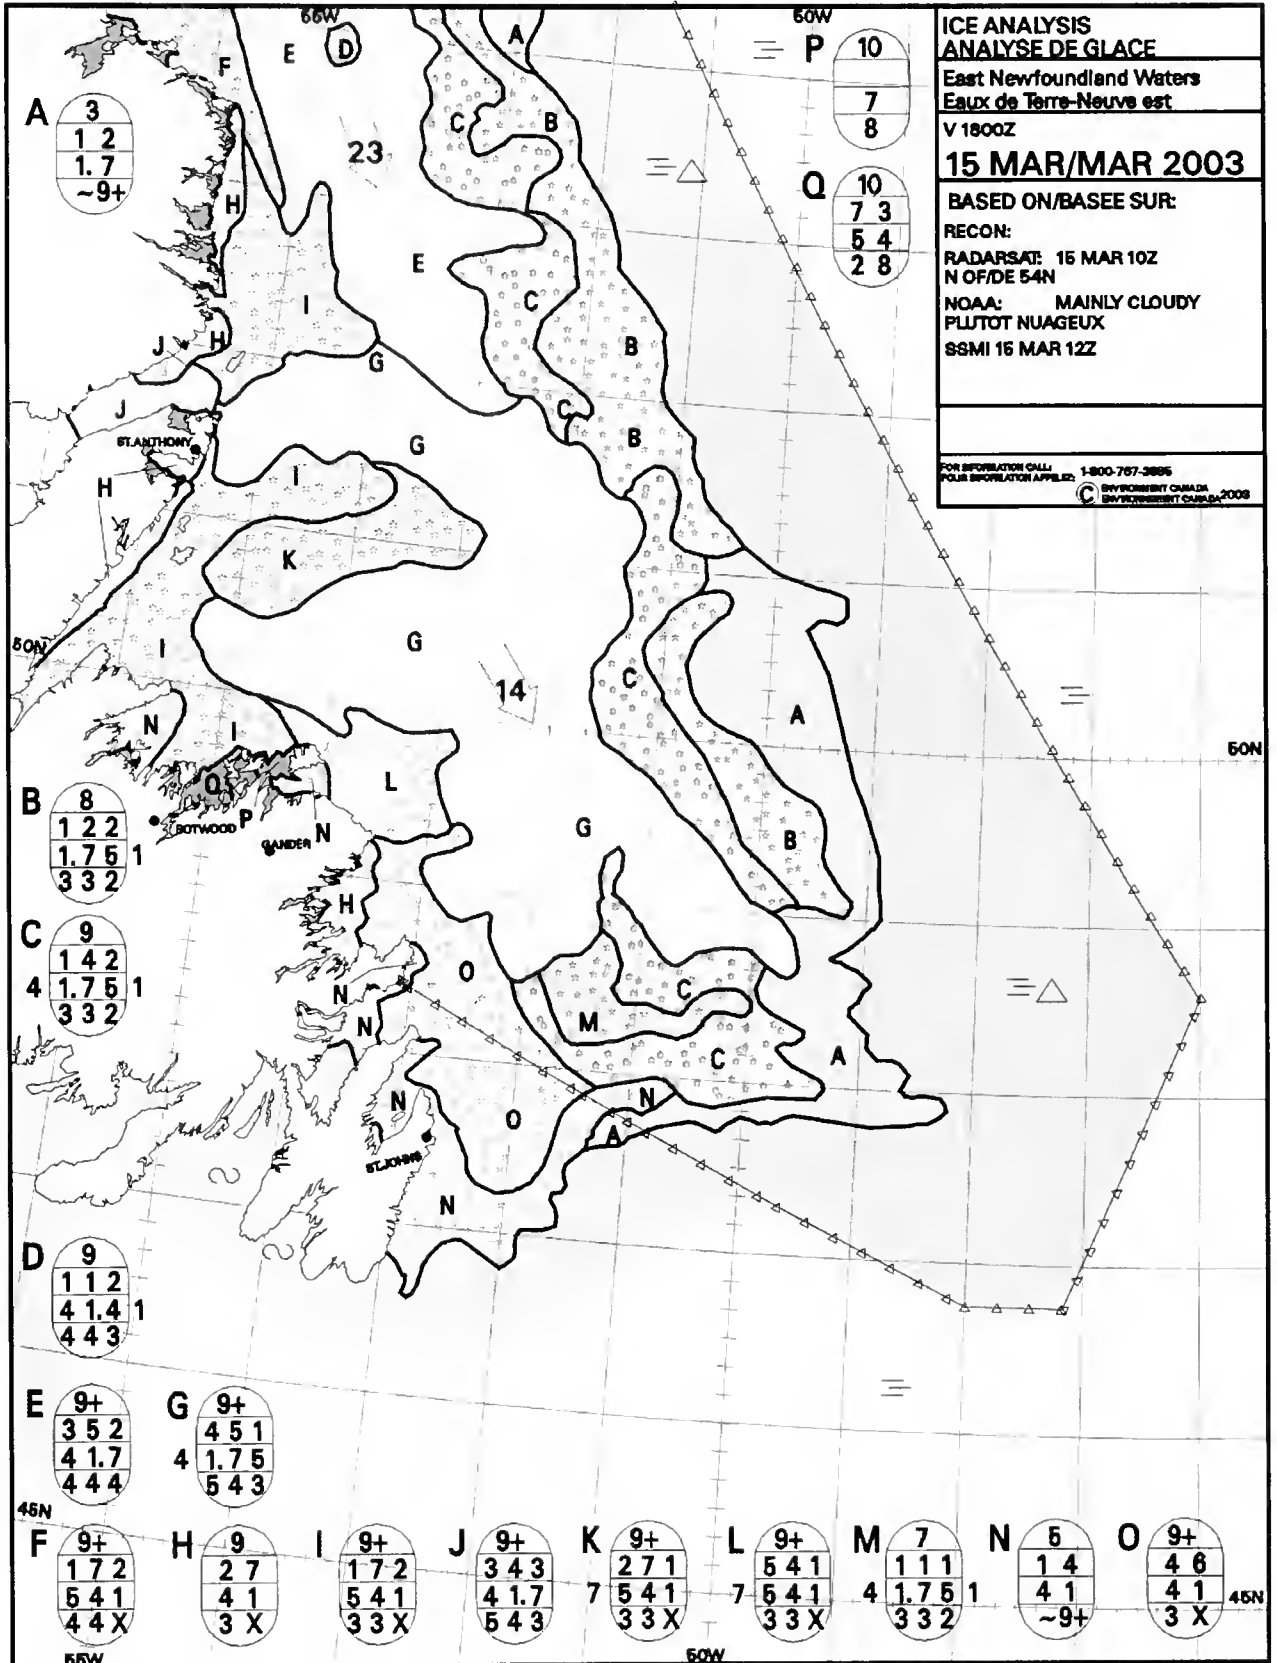 55W
50W
ICE ANALYSIS
ANALYSE DE GLACE
East Newfoundland Waters
Eaux de Terre-Neuve est
V 1800Z
15 MAR/MAR 2003
BASED ON/BASEE SUR:
RECON:
RADARSAT: 15 MAR 10Z
N OF/DE 54N
NOAA: MAINLY CLOUDY
PLUTOT NUAGEUX
SSMI 15 MAR 12Z
FOR INFORMATION CALL: 1-800-767-2885
POUR INFORMATION APPELEZ:
© ENVIRONMENT CANADA
ENVIRONNEMENT CANADA 2003
A
3
1 2
1. 7
~9+
P
10
7
8
Q
10
7 3
5 4
2 8
F
E
D
A
C
B
23
H
E
I
C
B
J
H
G
J
C
B
ST.ANTHONY
G
I
H
K
50N
I
G
C
14
A
N
I
50N
Q
L
BOTWOOD
P
GANDER
N
G
B
H
O
C
N
M
N
C
A
N
O
N
A
ST.JOHNS
N
B
8
1 2 2
1. 7 5 1
3 3 2
C
9
1 4 2
4 1. 7 5 1
3 3 2
D
9
1 1 2
4 1. 4 1
4 4 3
E
9+
3 5 2
4 1. 7
4 4 4
G
9+
4 5 1
4 1. 7 5
5 4 3
45N
F
9+
1 7 2
5 4 1
4 4 X
H
9
2 7
4 1
3 X
I
9+
1 7 2
5 4 1
3 3 X
J
9+
3 4 3
4 1. 7
5 4 3
K
9+
2 7 1
7 5 4 1
3 3 X
L
9+
5 4 1
7 5 4 1
3 3 X
M
7
1 1 1
4 1. 7 5 1
3 3 2
N
5
1 4
4 1
~9+
O
9+
4 6
4 1
3 X
45N
55W
50W